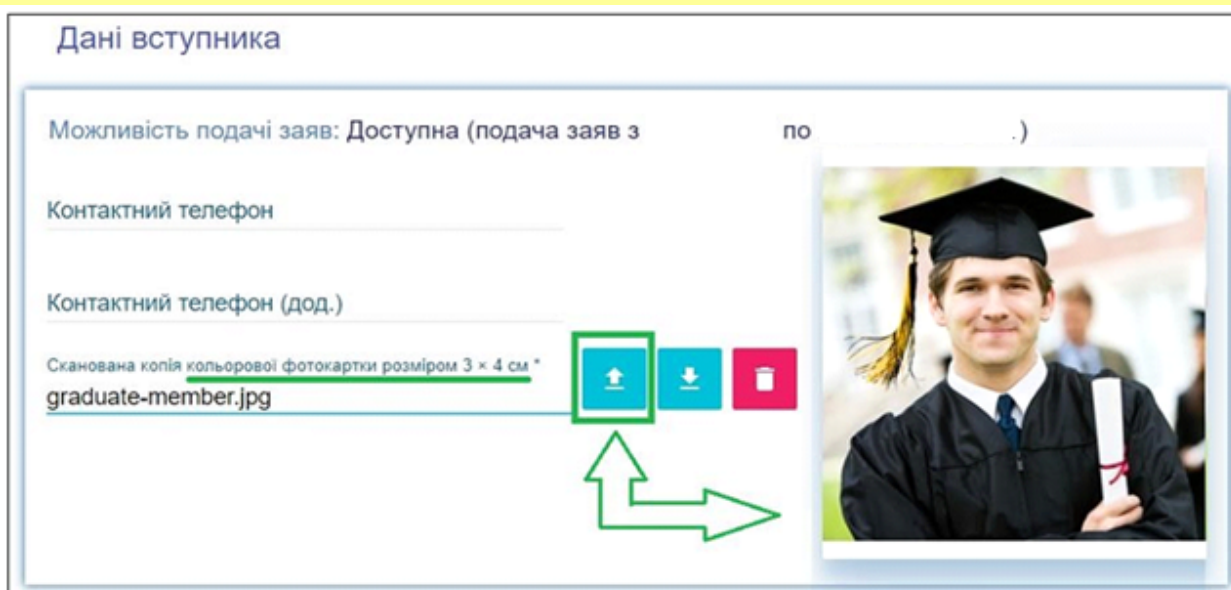 Дані вступника
Можливість подачі заяв: Доступна (подача заяв з по .)
Контактний телефон
Контактний телефон (дод.)
Сканована копія кольорової фотокартки розміром 3 × 4 см *
graduate-member.jpg